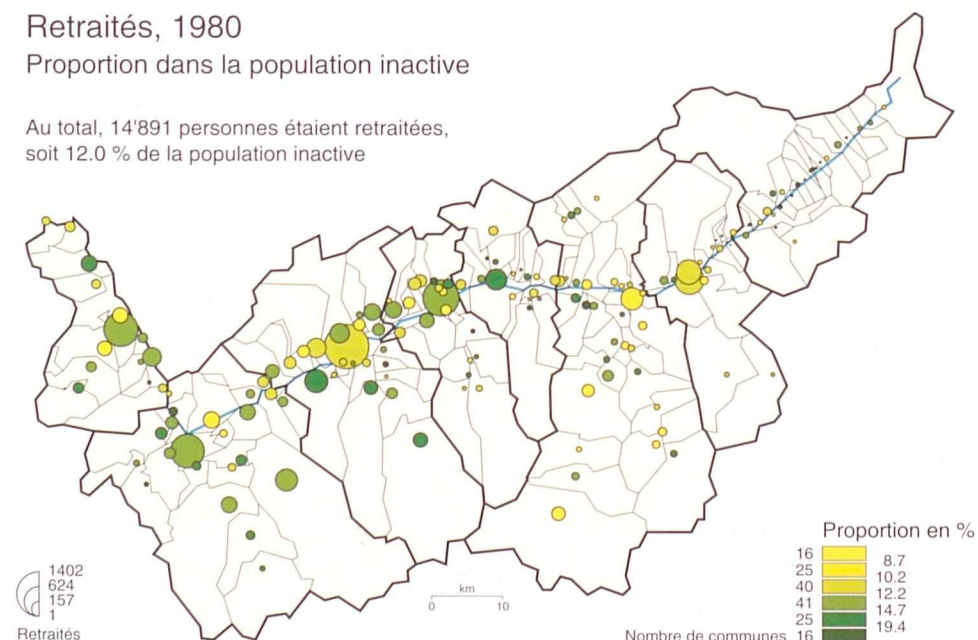 Retraités, 1980
Proportion dans la population inactive
Au total, 14'891 personnes étaient retraitées,
soit 12.0 % de la population inactive
1402
624
157
1
Retraités
km
0 10
Proportion en %
16
8.7
25
10.2
40
12.2
41
14.7
25
19.4
Nombre de communes 16